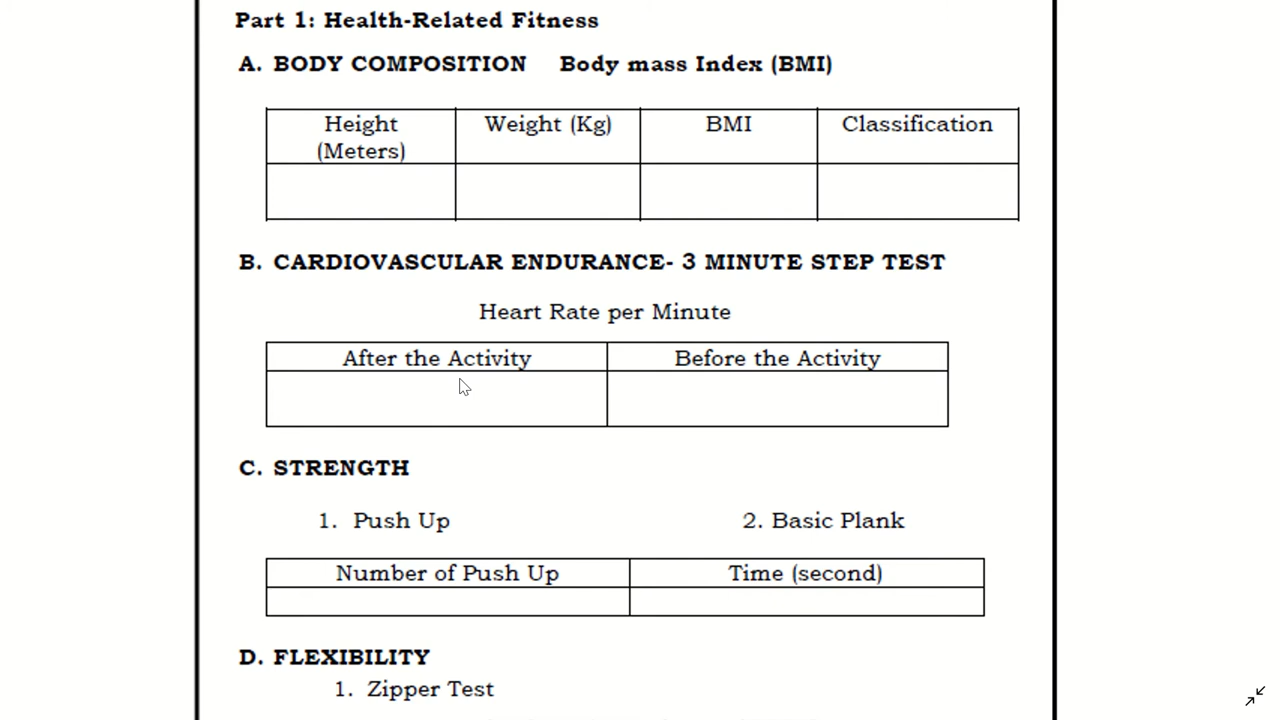 Part 1: Health-Related Fitness
A. BODY COMPOSITION Body mass Index (BMI)
Height (Meters) Weight (Kg) BMI Classification
B. CARDIOVASCULAR ENDURANCE- 3 MINUTE STEP TEST
Heart Rate per Minute
After the Activity Before the Activity
C. STRENGTH
1. Push Up 2. Basic Plank
Number of Push Up Time (second)
D. FLEXIBILITY
1. Zipper Test